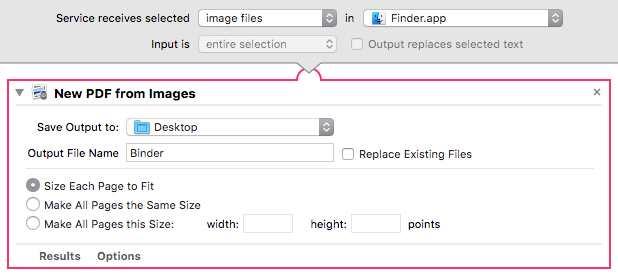 Service receives selected image files in Finder.app
Input is entire selection Output replaces selected text
New PDF from Images
Save Output to: Desktop
Output File Name Binder Replace Existing Files
Size Each Page to Fit
Make All Pages the Same Size
Make All Pages this Size: width: height: points
Results Options